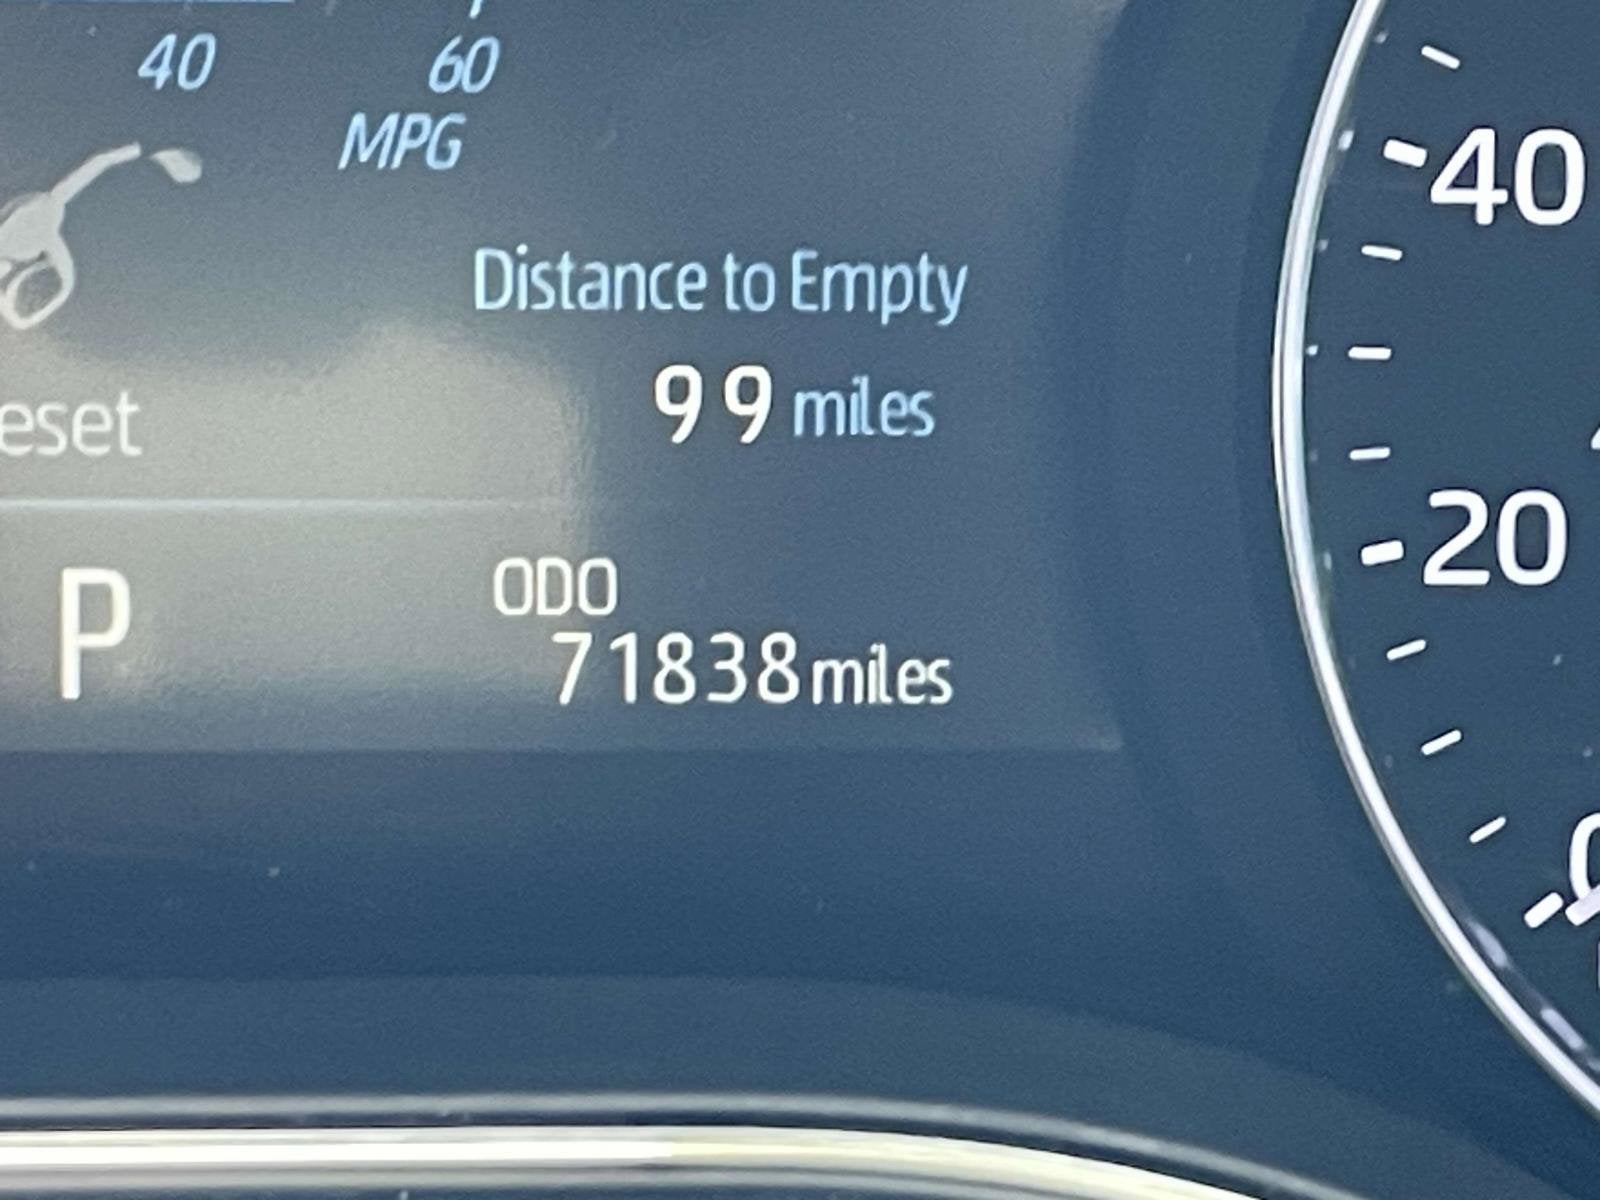 40 60
MPG
Distance to Empty
99 miles
eset
P
ODO
71838 miles
40
20